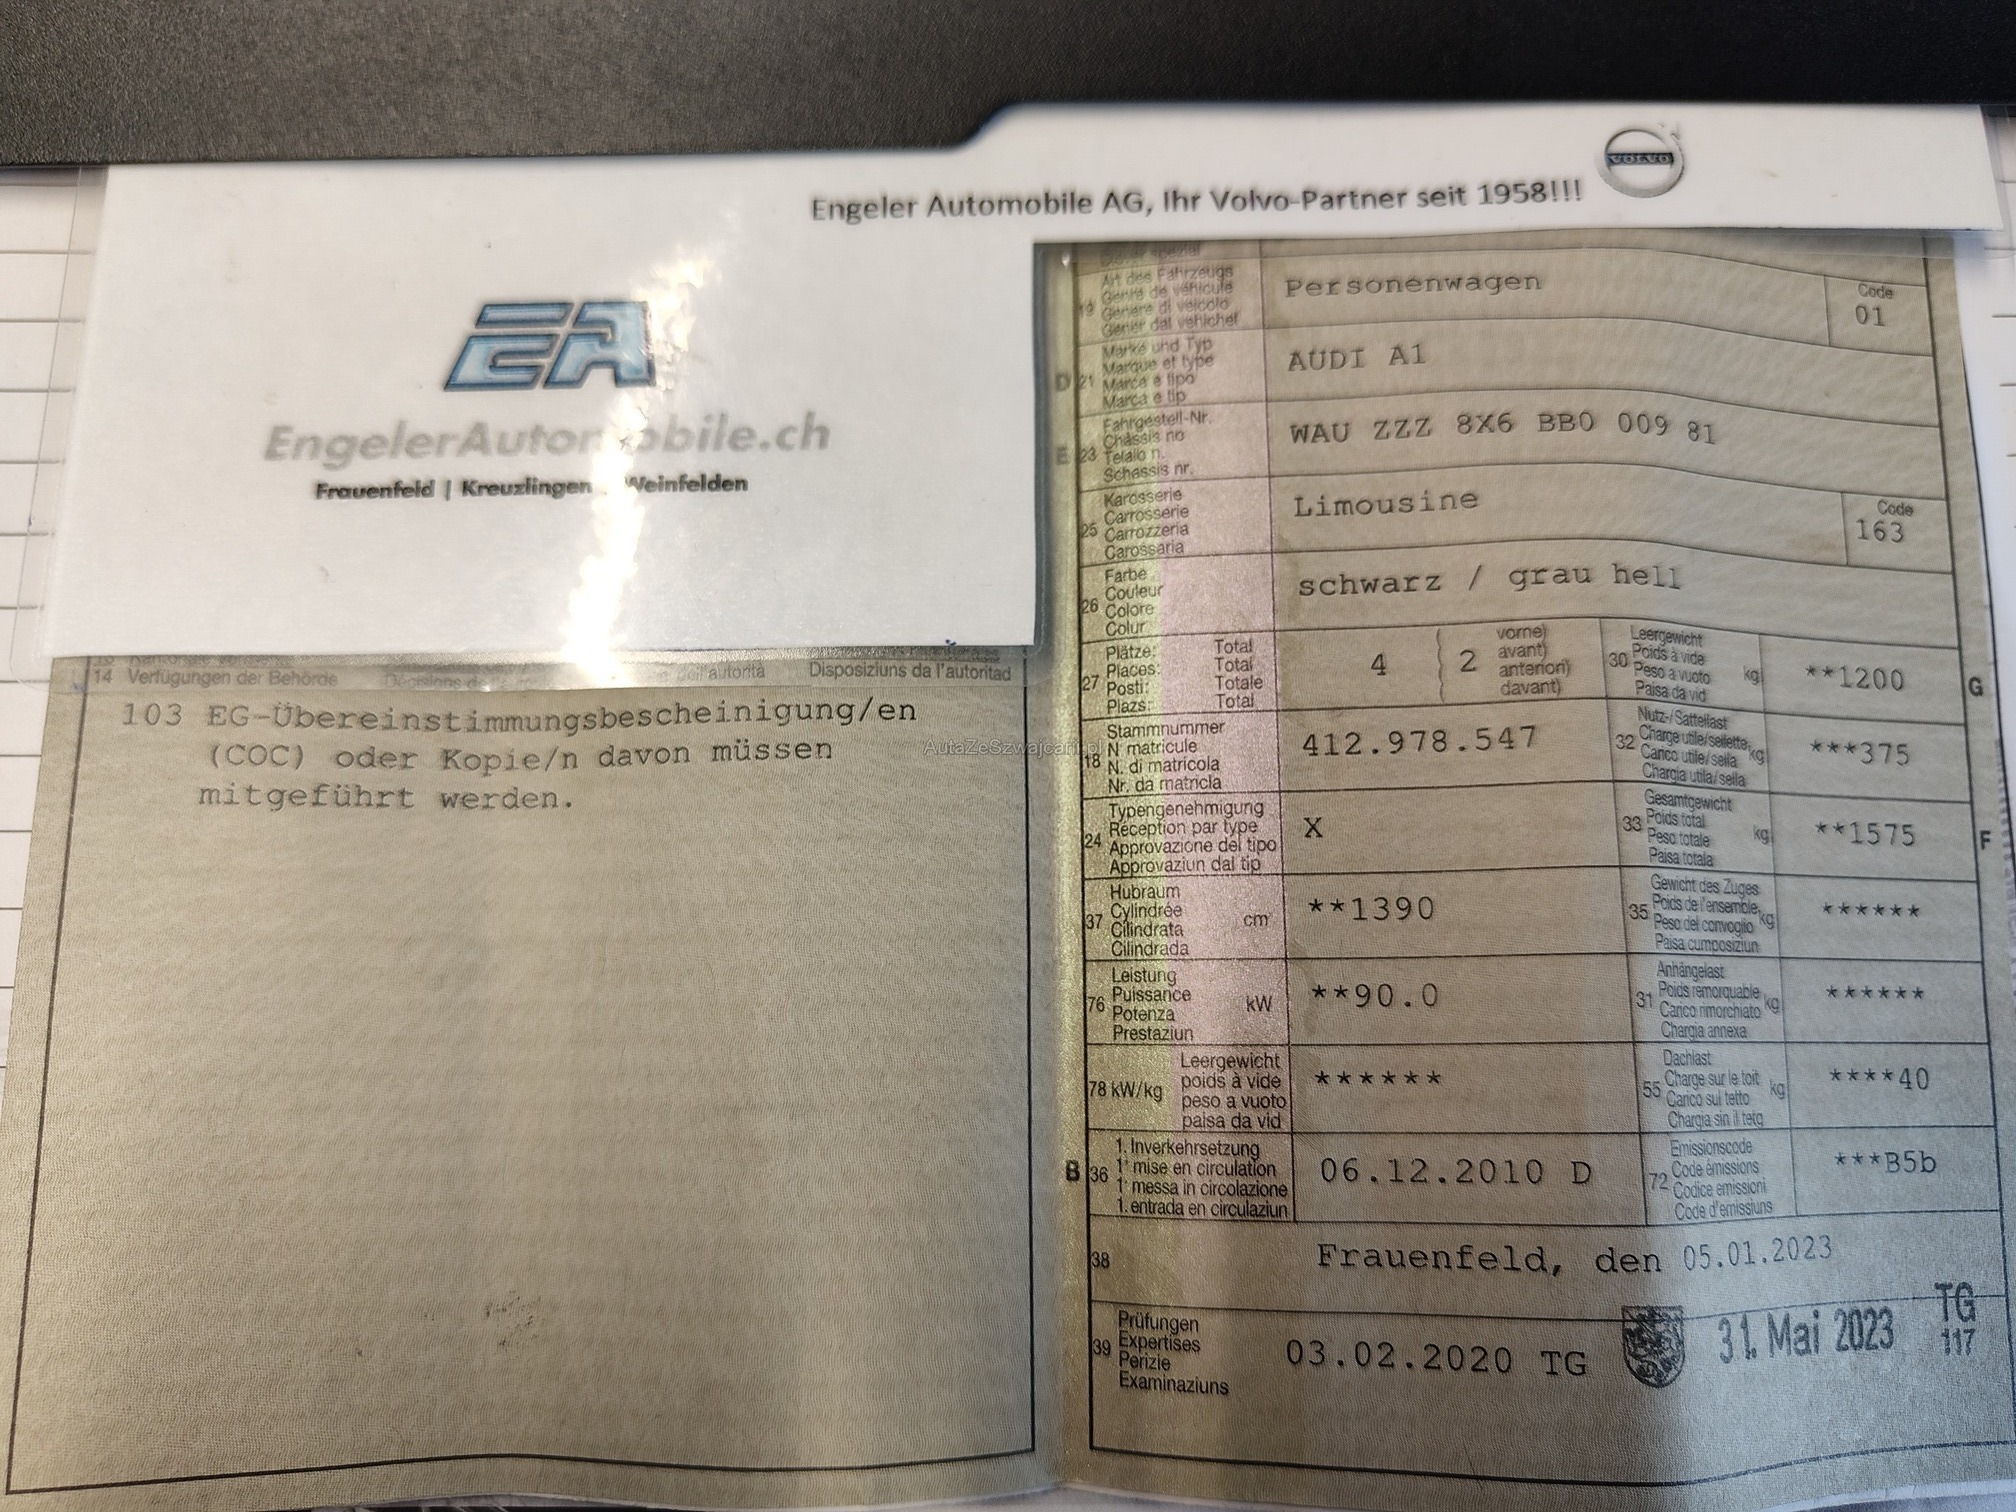 Engeler Automobile AG, Ihr Volvo-Partner seit 1958!!!
VOLVO
EA
EngelerAutomobile.ch
Frauenfeld | Kreuzlingen Weinfelden
14 Verfügungen der Behörde Décisions de l'autorità Disposiziuns da l'autoritad
103 EG-Übereinstimmungsbescheinigung/en
(COC) oder Kopie/n davon müssen
mitgeführt werden.
AutaZeSzwajcarii.pl
19 Art des Fahrzeugs
Genre de véhicule
Genere di veicolo
Gener dal vehichel
Personenwagen
Code
01
D 21 Marke und Typ
Marque et type
Marca e tipo
Marca e tip
AUDI A1
E 23 Fahrgestell-Nr.
Châssis no
Telaio n.
Schassis nr.
WAU ZZZ 8X6 BB0 009 81
25 Karosserie
Carrosserie
Carrozzeria
Carossaria
Limousine
Code
163
26 Farbe
Couleur
Colore
Colur
schwarz / grau hell
27 Plätze: Total
Places: Total
Posti: Totale
Plazs: Total
4 2
vorne)
avant)
anteriori)
davant)
30 Leergewicht
Poids à vide
Peso a vuoto
Paisa da vid
kg
**1200
G
18 Stammnummer
N matricule
N. di matricola
Nr. da matricla
412.978.547
32 Nutz-/Sattellast
Charge utile/sellette
Carico utile/sella
Chargia utila/sella
kg
***375
24 Typengenehmigung
Réception par type
Approvazione del tipo
Approvaziun dal tip
X
33 Gesamtgewicht
Poids total
Peso totale
Paisa totala
kg
**1575
F
37 Hubraum
Cylindrée
Cilindrata
Cilindrada
cm
**1390
35 Gewicht des Zuges
Poids de l'ensemble
Peso del convoglio
Paisa cumposiziun
kg
******
76 Leistung
Puissance
Potenza
Prestaziun
kW
**90.0
31 Anhängelast
Poids remorquable
Carico rimorchiato
Chargia annexa
kg
******
78 kW/kg Leergewicht
poids à vide
peso a vuoto
paisa da vid
******
55 Dachlast
Charge sur le toit
Carico sul tetto
Chargia sin il tetg
kg
****40
B 36 1. Inverkehrsetzung
1' mise en circulation
1' messa in circolazione
1. entrada en circulaziun
06.12.2010 D
72 Emissionscode
Code émissions
Codice emissioni
Code d'emissiuns
***B5b
38 Frauenfeld, den 05.01.2023
39 Prüfungen
Expertises
Perizie
Examinaziuns
03.02.2020 TG
31. Mai 2023
TG
117